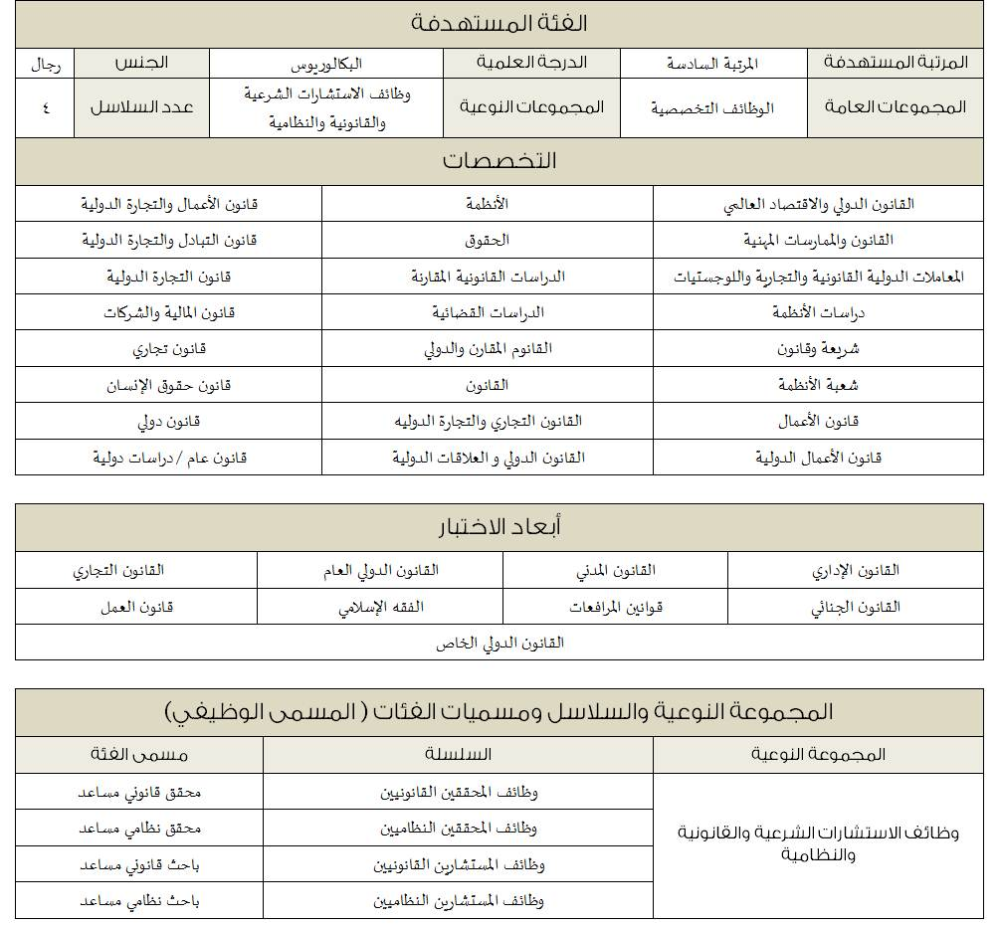 الفئة المستهدفة
المرتبة المستهدفة المرتبة السادسة الدرجة العلمية البكالوريوس الجنس رجال
المجموعات العامة الوظائف التخصصية المجموعات النوعية وظائف الاستشارات الشرعية والقانونية والنظامية عدد السلاسل ٤
التخصصات
القانون الدولي والاقتصاد العالمي الأنظمة قانون الأعمال والتجارة الدولية
القانون والممارسات المهنية الحقوق قانون التبادل والتجارة الدولية
المعاملات الدولية القانونية والتجارية واللوجستيات الدراسات القانونية المقارنة قانون التجارة الدولية
دراسات الأنظمة الدراسات القضائية قانون المالية والشركات
شريعة وقانون القانوم المقارن والدولي قانون تجاري
شعبة الأنظمة القانون قانون حقوق الإنسان
قانون الأعمال القانون التجاري والتجارة الدوليه قانون دولي
قانون الأعمال الدولية القانون الدولي و العلاقات الدولية قانون عام / دراسات دولية
أبعاد الاختبار
القانون الإداري القانون المدني القانون الدولي العام القانون التجاري
القانون الجنائي قوانين المرافعات الفقه الإسلامي قانون العمل
القانون الدولي الخاص
المجموعة النوعية والسلاسل ومسميات الفئات ( المسمى الوظيفي)
المجموعة النوعية السلسلة مسمى الفئة
وظائف الاستشارات الشرعية والقانونية
والنظامية
وظائف المحققين القانونيين محقق قانوني مساعد
وظائف المحققين النظاميين محقق نظامي مساعد
وظائف المستشارين القانونيين باحث قانوني مساعد
وظائف المستشارين النظاميين باحث نظامي مساعد